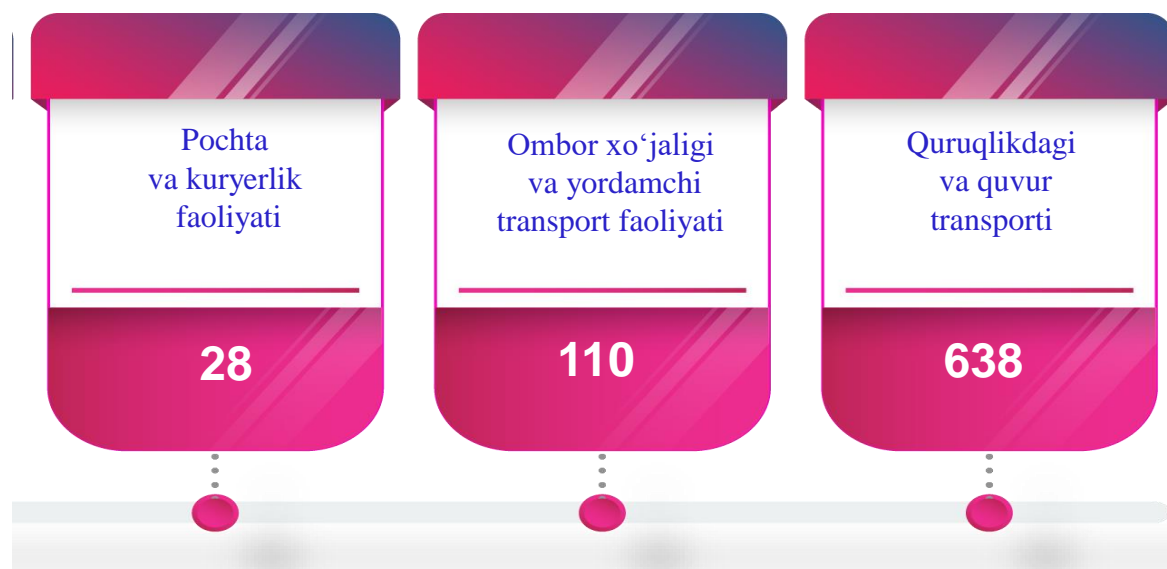 Pochta
va kuryerlik
faoliyati
28
Ombor xo‘jaligi
va yordamchi
transport faoliyati
110
Quruqlikdagi
va quvur
transporti
638